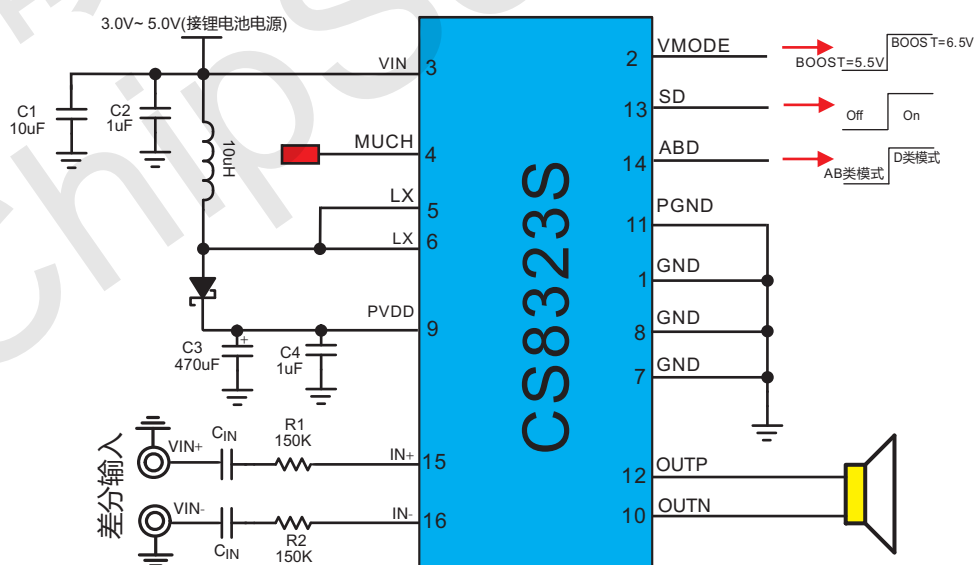 3.0V~ 5.0V(接锂电池电源)
VIN
3
C1
10uF
C2
1uF
10uH
MUCH
4
LX
5
LX
6
PVDD
9
C3
470uF
+
C4
1uF
差分输入
VIN+
CIN
R1
150K
IN+
15
VIN-
CIN
R2
150K
IN-
16
CS8323S
2
VMODE
BOOST=5.5V
BOOST=6.5V
13
SD
Off
On
14
ABD
AB类模式
D类模式
11
PGND
1
GND
8
GND
7
GND
12
OUTP
10
OUTN